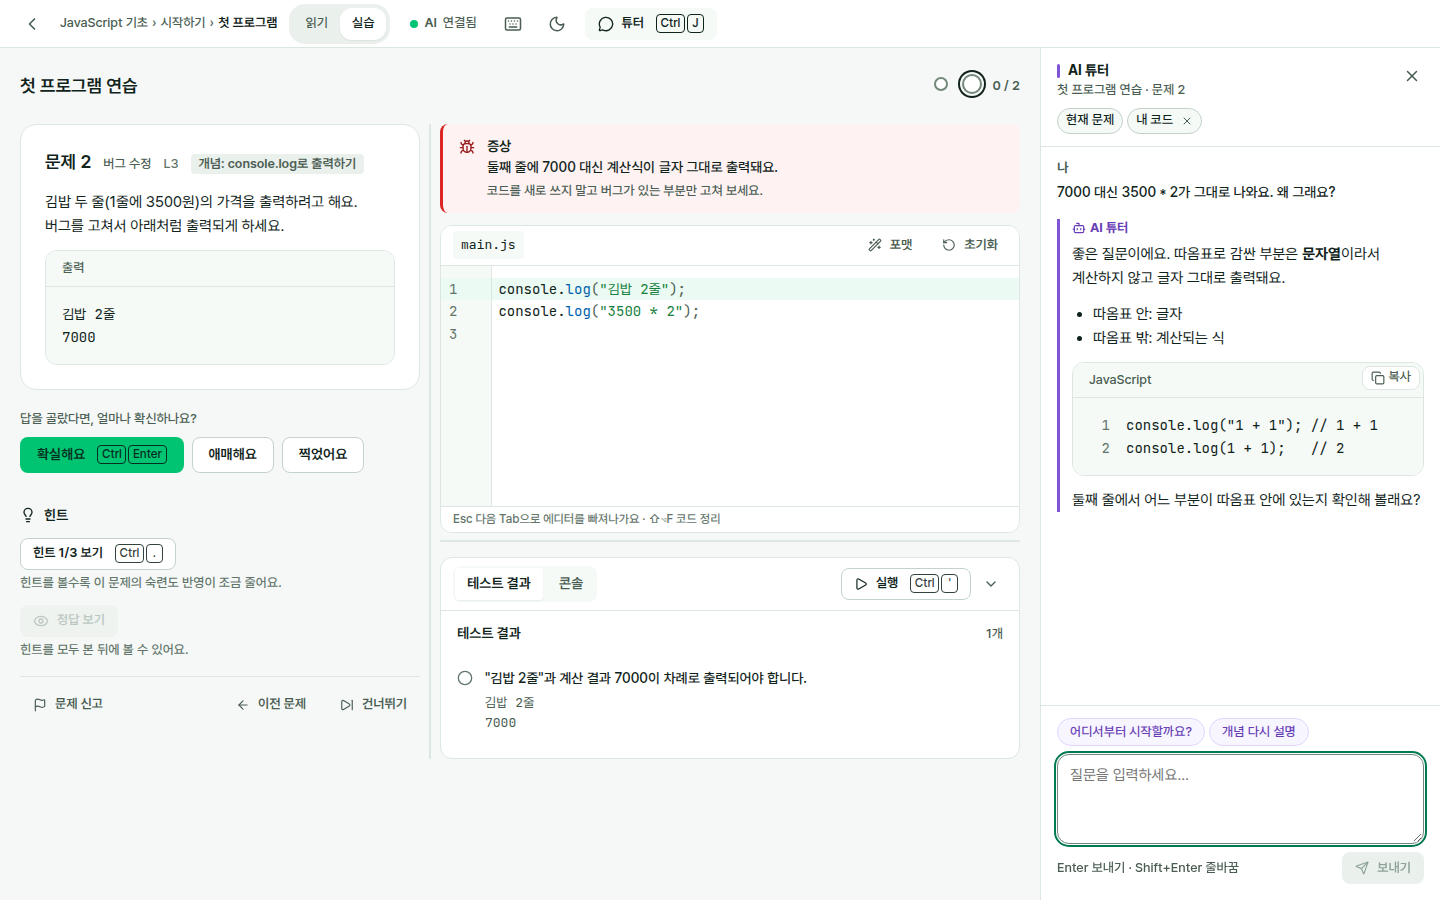 JavaScript 기초 › 시작하기 › 첫 프로그램
읽기 실습
AI 연결됨
튜터 Ctrl J
첫 프로그램 연습
0 / 2
문제 2 버그 수정 L3 개념: console.log로 출력하기
김밥 두 줄(1줄에 3500원)의 가격을 출력하려고 해요.
버그를 고쳐서 아래처럼 출력되게 하세요.
출력
김밥 2줄
7000
답을 골랐다면, 얼마나 확신하나요?
확실해요 Ctrl Enter
애매해요
찍었어요
힌트
힌트 1/3 보기 Ctrl .
힌트를 볼수록 이 문제의 숙련도 반영이 조금 줄어요.
정답 보기
힌트를 모두 본 뒤에 볼 수 있어요.
문제 신고
이전 문제
건너뛰기
증상
둘째 줄에 7000 대신 계산식이 글자 그대로 출력돼요.
코드를 새로 쓰지 말고 버그가 있는 부분만 고쳐 보세요.
main.js
포맷
초기화
1 console.log("김밥 2줄");
2 console.log("3500 * 2");
3
Esc 다음 Tab으로 에디터를 빠져나가요 · ⇧⌥F 코드 정리
테스트 결과 콘솔
실행 Ctrl '
테스트 결과
1개
"김밥 2줄"과 계산 결과 7000이 차례로 출력되어야 합니다.
김밥 2줄
7000
AI 튜터
첫 프로그램 연습 · 문제 2
현재 문제
내 코드
나
7000 대신 3500 * 2가 그대로 나와요. 왜 그래요?
AI 튜터
좋은 질문이에요. 따옴표로 감싼 부분은 문자열이라서
계산하지 않고 글자 그대로 출력돼요.
• 따옴표 안: 글자
• 따옴표 밖: 계산되는 식
JavaScript
복사
1 console.log("1 + 1"); // 1 + 1
2 console.log(1 + 1);   // 2
둘째 줄에서 어느 부분이 따옴표 안에 있는지 확인해 볼래요?
어디서부터 시작할까요?
개념 다시 설명
질문을 입력하세요...
Enter 보내기 · Shift+Enter 줄바꿈
보내기